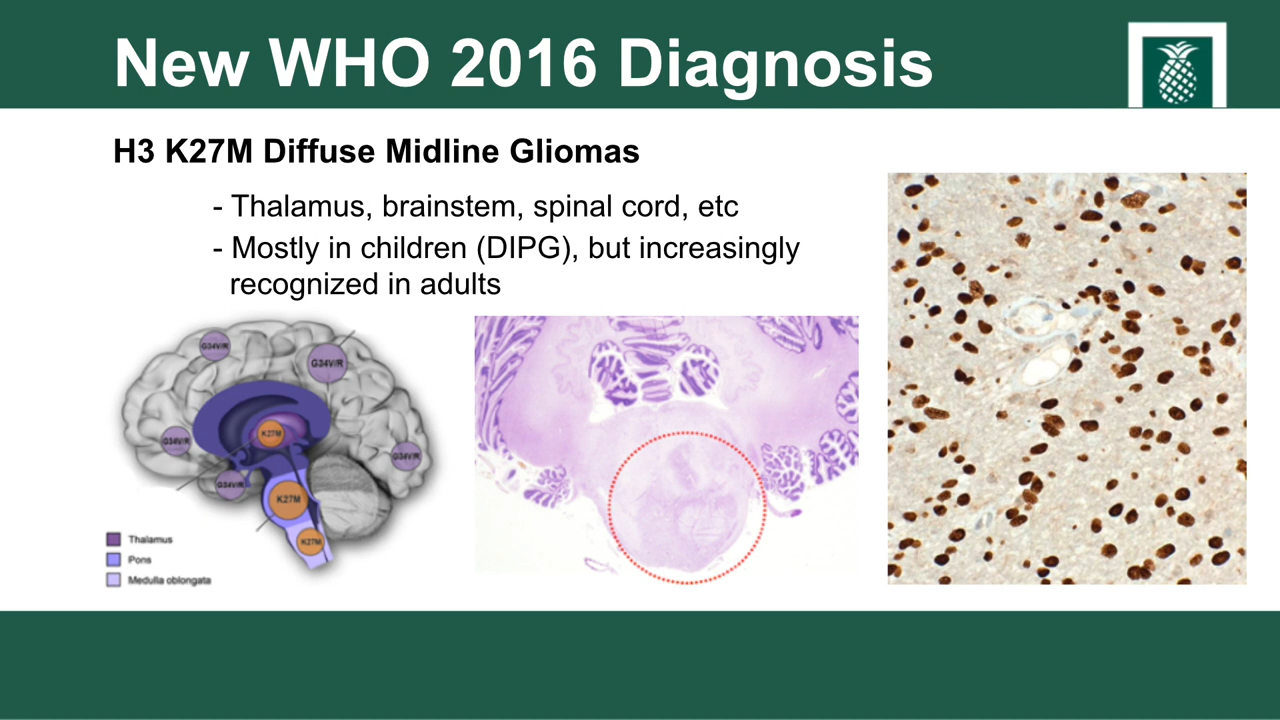 New WHO 2016 Diagnosis
H3 K27M Diffuse Midline Gliomas
- Thalamus, brainstem, spinal cord, etc
- Mostly in children (DIPG), but increasingly
recognized in adults
G34V/R
G34V/R
K27M
G34V/R
G34V/R
G34V/R
K27M
K27M
Thalamus
Pons
Medulla oblongata